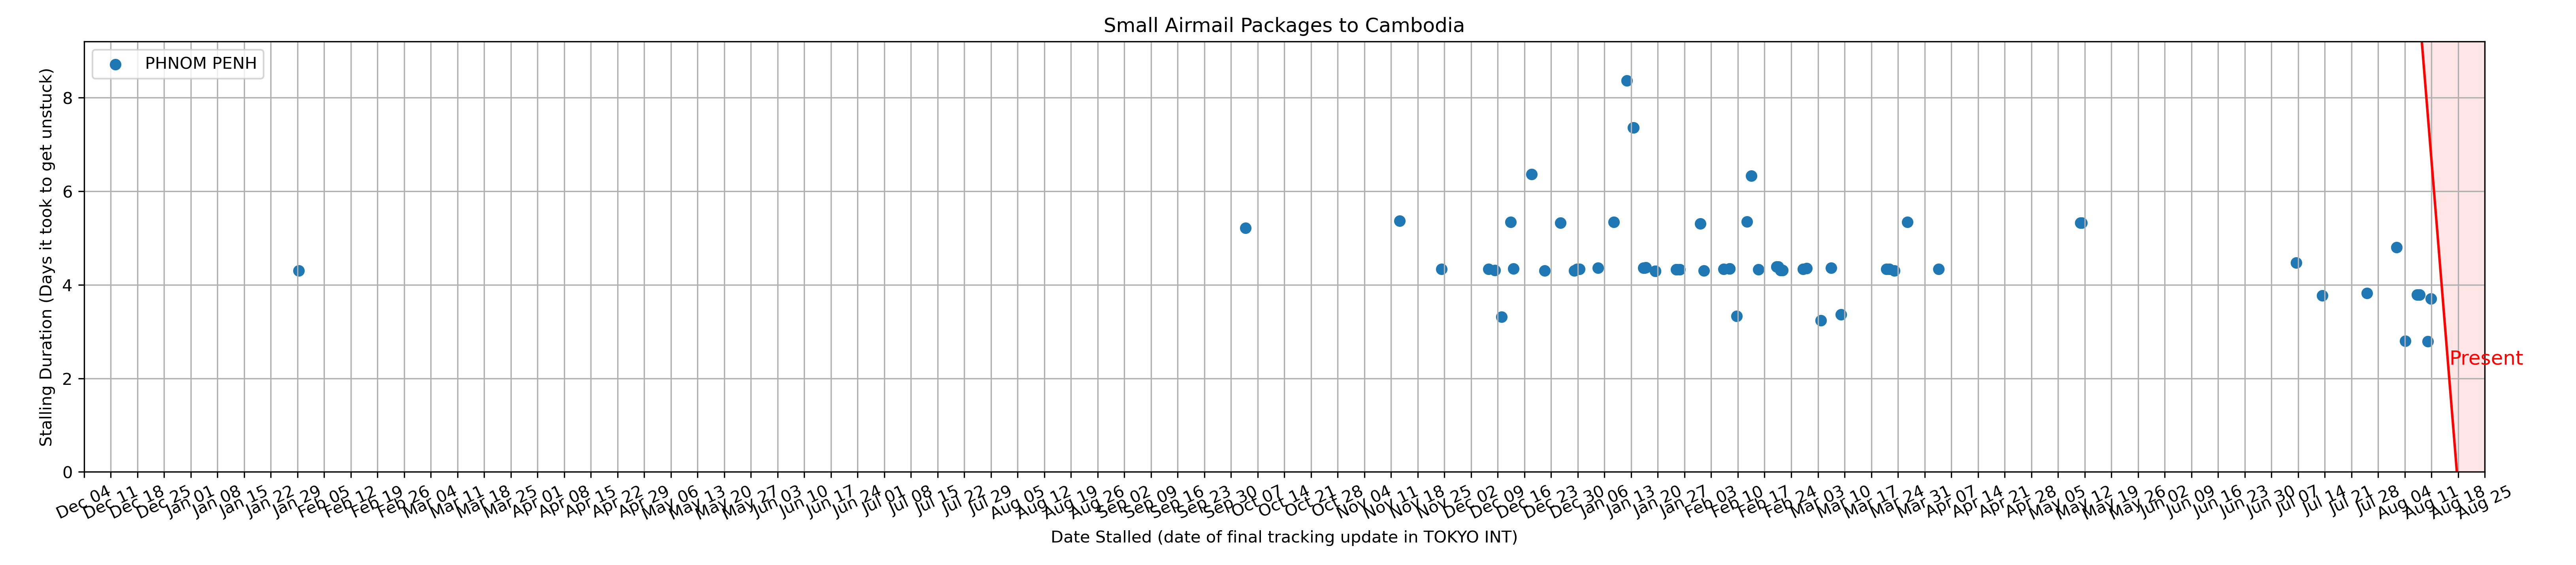 Small Airmail Packages to Cambodia
PHNOM PENH
Stalling Duration (Days it took to get unstuck)
8
6
4
2
0
Present
Dec 04
Dec 11
Dec 18
Dec 25
Jan 01
Jan 08
Jan 15
Jan 22
Jan 29
Feb 05
Feb 12
Feb 19
Feb 26
Mar 04
Mar 11
Mar 18
Mar 25
Apr 01
Apr 08
Apr 15
Apr 22
Apr 29
May 06
May 13
May 20
May 27
Jun 03
Jun 10
Jun 17
Jun 24
Jul 01
Jul 08
Jul 15
Jul 22
Jul 29
Aug 05
Aug 12
Aug 19
Aug 26
Sep 02
Sep 09
Sep 16
Sep 23
Sep 30
Oct 07
Oct 14
Oct 21
Oct 28
Nov 04
Nov 11
Nov 18
Nov 25
Dec 02
Dec 09
Dec 16
Dec 23
Dec 30
Jan 06
Jan 13
Jan 20
Jan 27
Feb 03
Feb 10
Feb 17
Feb 24
Mar 03
Mar 10
Mar 17
Mar 24
Mar 31
Apr 07
Apr 14
Apr 21
Apr 28
May 05
May 12
May 19
May 26
Jun 02
Jun 09
Jun 16
Jun 23
Jun 30
Jul 07
Jul 14
Jul 21
Jul 28
Aug 04
Aug 11
Aug 18
Aug 25
Date Stalled (date of final tracking update in TOKYO INT)